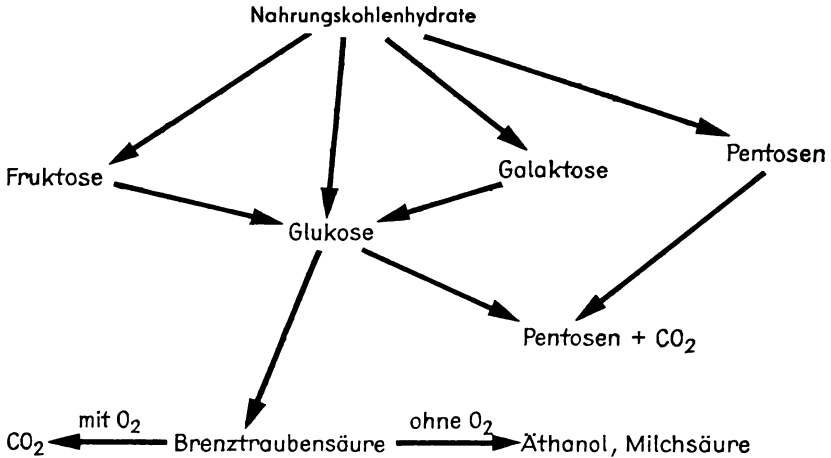 Nahrungskohlenhydrate
Pentosen
Fruktose
Galaktose
Glukose
Pentosen + CO₂
mit O₂
ohne O₂
CO₂
Brenztraubensäure
Äthanol, Milchsäure